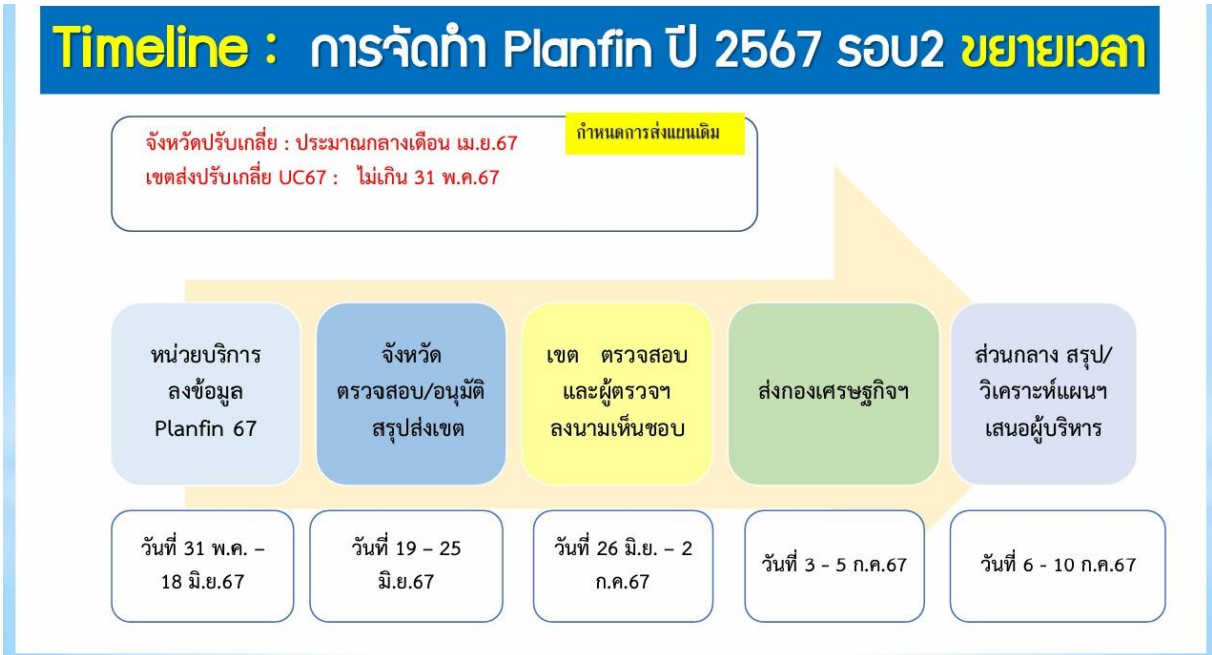 Timeline : การจัดทำ Planfin ปี 2567 รอบ2 ขยายเวลา
กำหนดการส่งแผนเดิม
จังหวัดปรับเกลี่ย : ประมาณกลางเดือน เม.ย.67
เขตส่งปรับเกลี่ย UC67 : ไม่เกิน 31 พ.ค.67
หน่วยบริการ
ลงข้อมูล
Planfin 67
จังหวัด
ตรวจสอบ/อนุมัติ
สรุปส่งเขต
เขต ตรวจสอบ
และผู้ตรวจฯ
ลงนามเห็นชอบ
ส่งกองเศรษฐกิจฯ
ส่วนกลาง สรุป/
วิเคราะห์แผนฯ
เสนอผู้บริหาร
วันที่ 31 พ.ค. –
18 มิ.ย.67
วันที่ 19 – 25
มิ.ย.67
วันที่ 26 มิ.ย. – 2
ก.ค.67
วันที่ 3 - 5 ก.ค.67
วันที่ 6 - 10 ก.ค.67